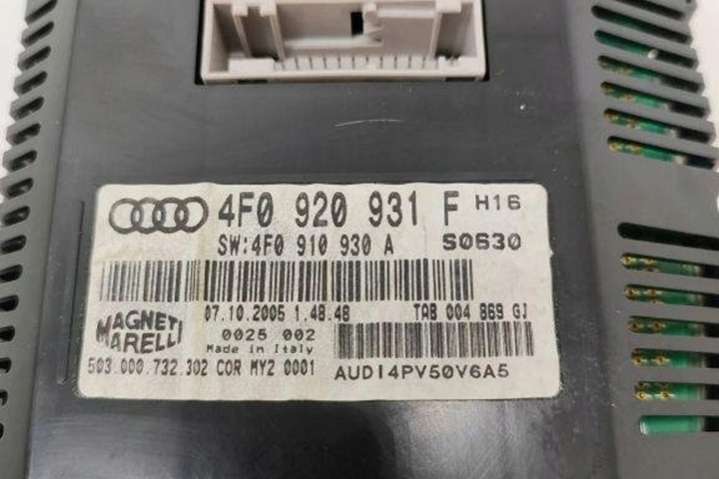 4F0 920 931 F H16
SW:4F0 910 930 A S0630
07.10.2005 1.48.48 TAB 004 869 GJ
MAGNETI
MARELLI
0025 002
Made in Italy
503.000.732.302 COR MY2 0001
AUDI4PV50V6A5